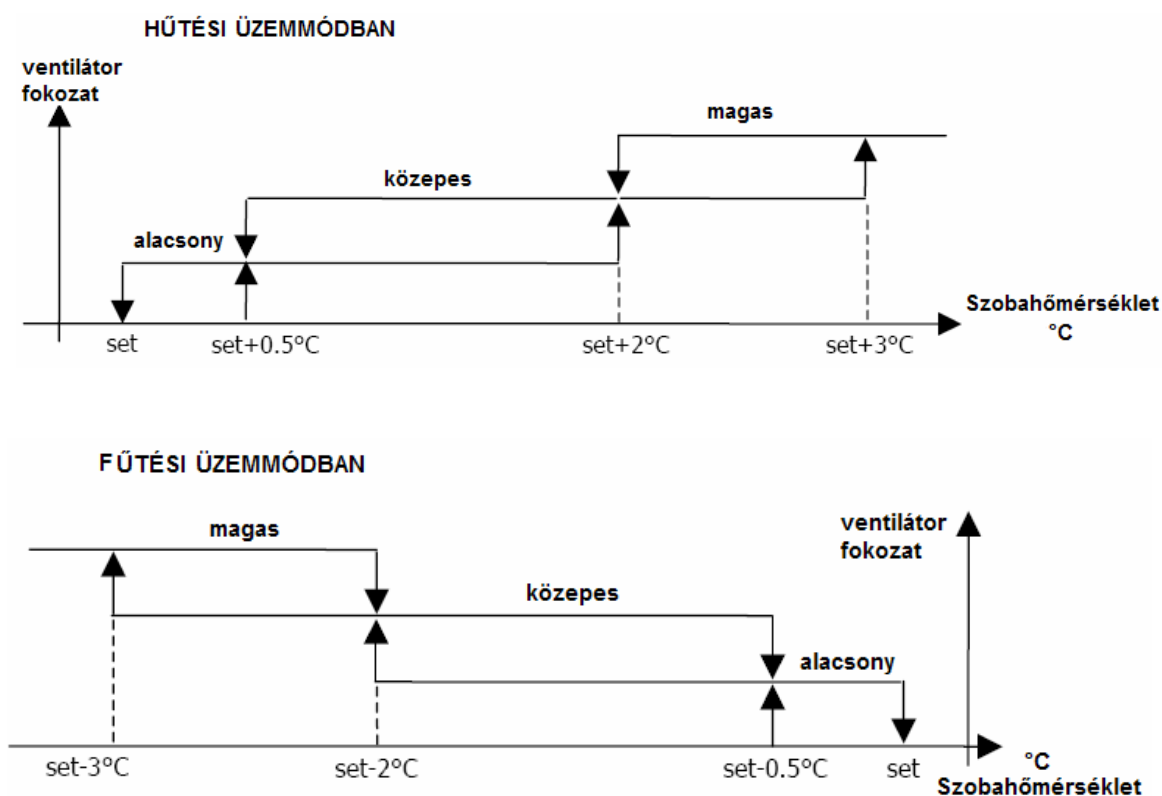 HŰTÉSI ÜZEMMÓDBAN
ventilátor
fokozat
magas
közepes
alacsony
Szobahőmérséklet
°C
set
set+0.5°C
set+2°C
set+3°C
FŰTÉSI ÜZEMMÓDBAN
magas
ventilátor
fokozat
közepes
alacsony
set-3°C
set-2°C
set-0.5°C
set
°C
Szobahőmérséklet